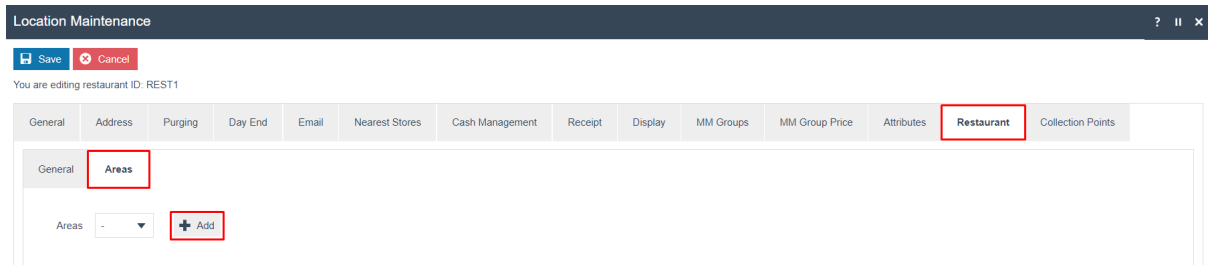 Location Maintenance ? II ×
Save Cancel
You are editing restaurant ID: REST1
General Address Purging Day End Email Nearest Stores Cash Management Receipt Display MM Groups MM Group Price Attributes Restaurant Collection Points
General Areas
Areas - Add